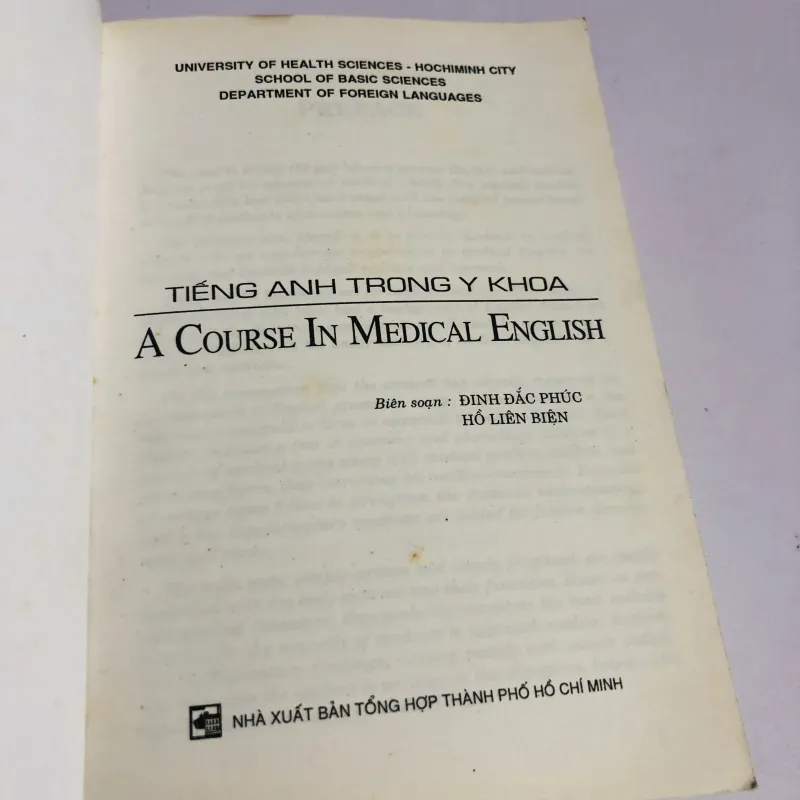 UNIVERSITY OF HEALTH SCIENCES - HOCHIMINH CITY
SCHOOL OF BASIC SCIENCES
DEPARTMENT OF FOREIGN LANGUAGES
TIẾNG ANH TRONG Y KHOA
A COURSE IN MEDICAL ENGLISH
Biên soạn : ĐINH ĐẮC PHÚC
HỒ LIÊN BIỆN
NHÀ XUẤT BẢN TỔNG HỢP THÀNH PHỐ HỒ CHÍ MINH